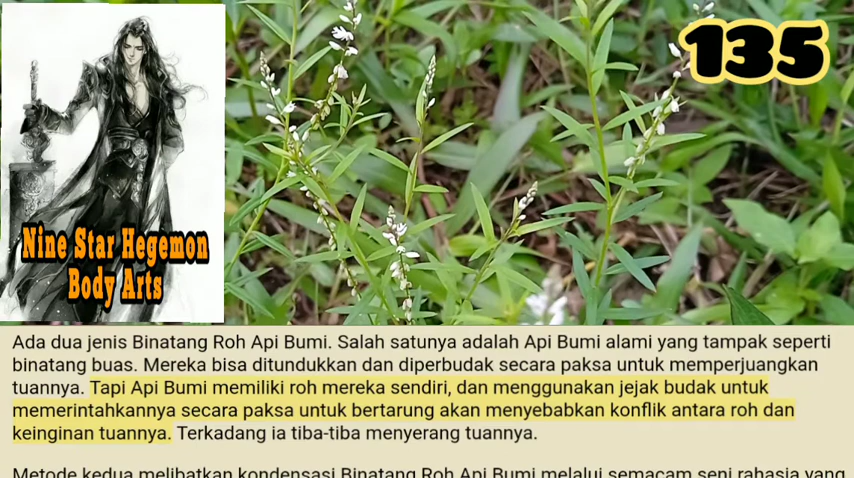 135
Nine Star Hegemon
Body Arts
Ada dua jenis Binatang Roh Api Bumi. Salah satunya adalah Api Bumi alami yang tampak seperti
binatang buas. Mereka bisa ditundukkan dan diperbudak secara paksa untuk memperjuangkan
tuannya. Tapi Api Bumi memiliki roh mereka sendiri, dan menggunakan jejak budak untuk
memerintahkannya secara paksa untuk bertarung akan menyebabkan konflik antara roh dan
keinginan tuannya. Terkadang ia tiba-tiba menyerang tuannya.
Metode kedua melibatkan kondensasi Binatang Roh Api Bumi melalui semacam seni rahasia yang